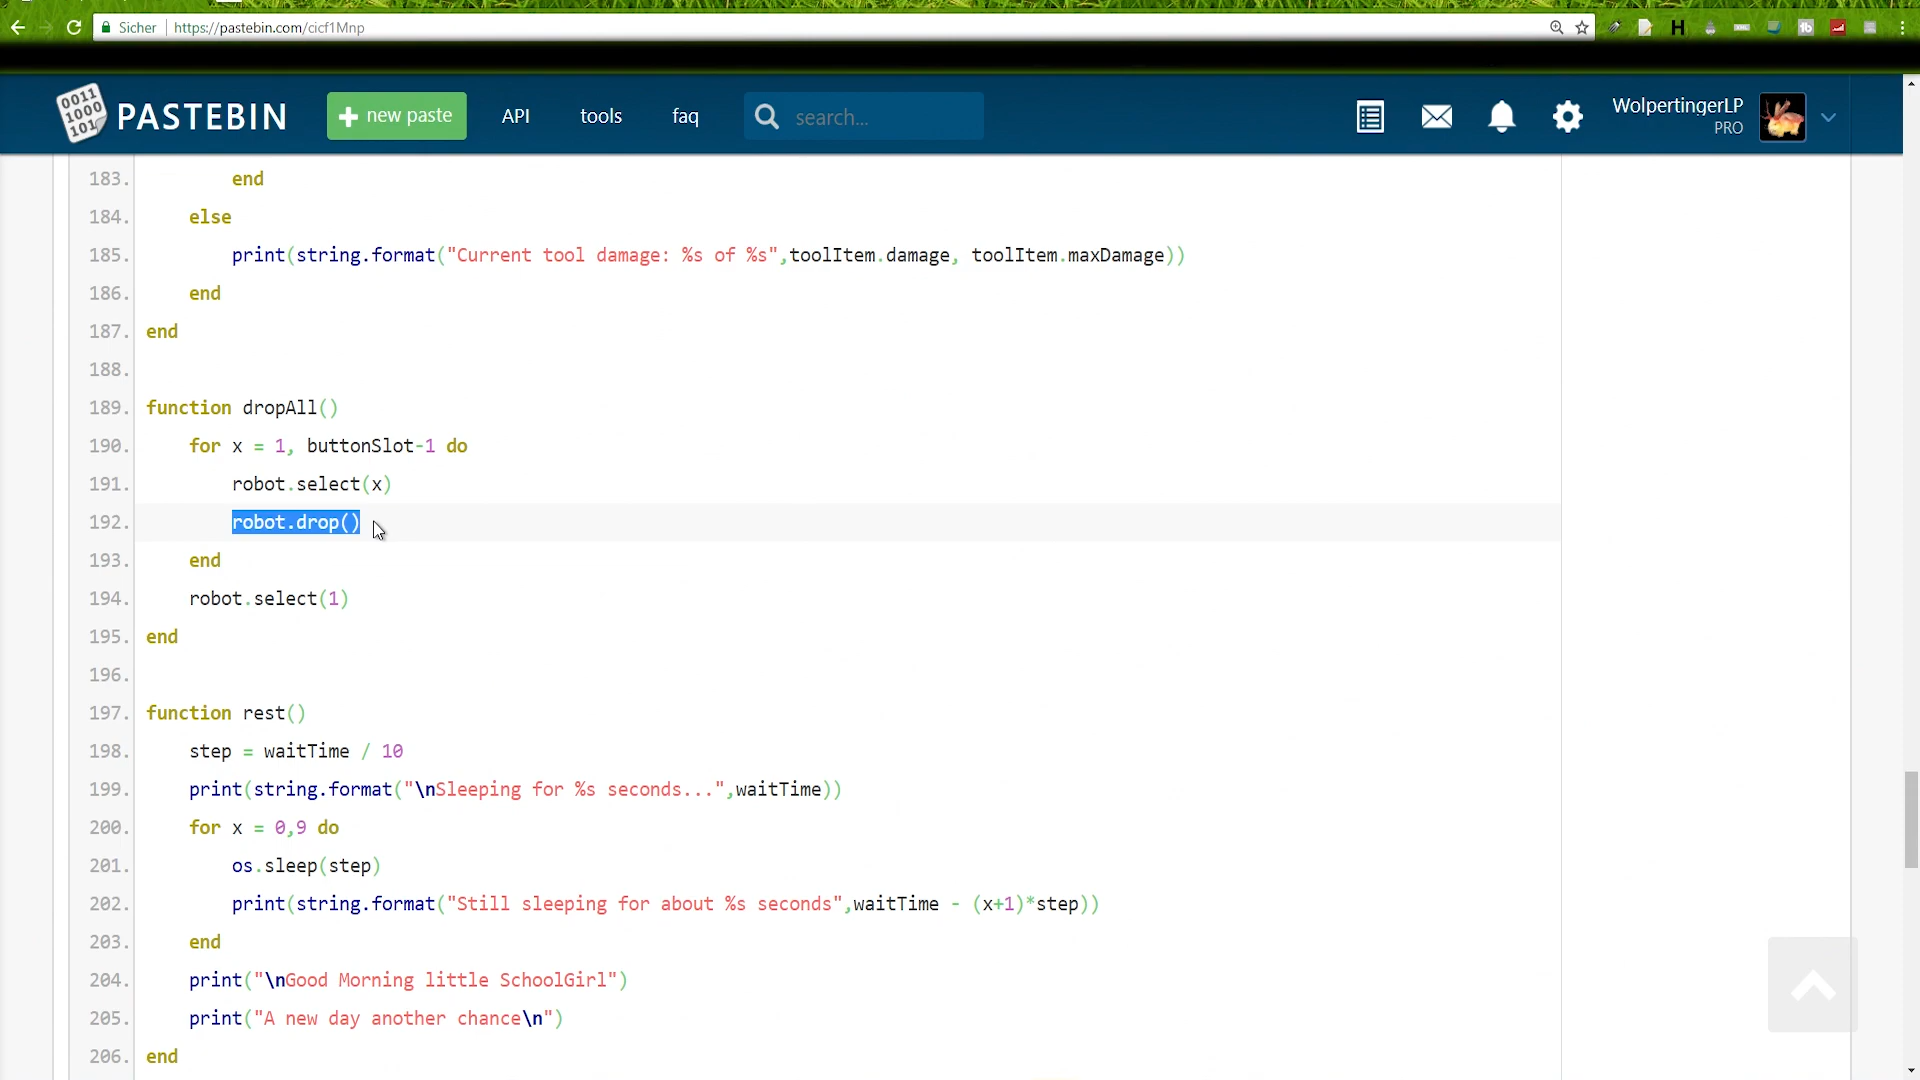 Sicher https://pastebin.com/cicf1Mnp
0011 1000 101 PASTEBIN + new paste API tools faq search... WolpertingerLP PRO
183. end
184. else
185. print(string.format("Current tool damage: %s of %s",toolItem.damage, toolItem.maxDamage))
186. end
187. end
188.
189. function dropAll()
190. for x = 1, buttonSlot-1 do
191. robot.select(x)
192. robot.drop()
193. end
194. robot.select(1)
195. end
196.
197. function rest()
198. step = waitTime / 10
199. print(string.format("\nSleeping for %s seconds...",waitTime))
200. for x = 0,9 do
201. os.sleep(step)
202. print(string.format("Still sleeping for about %s seconds",waitTime - (x+1)*step))
203. end
204. print("\nGood Morning little SchoolGirl")
205. print("A new day another chance\n")
206. end